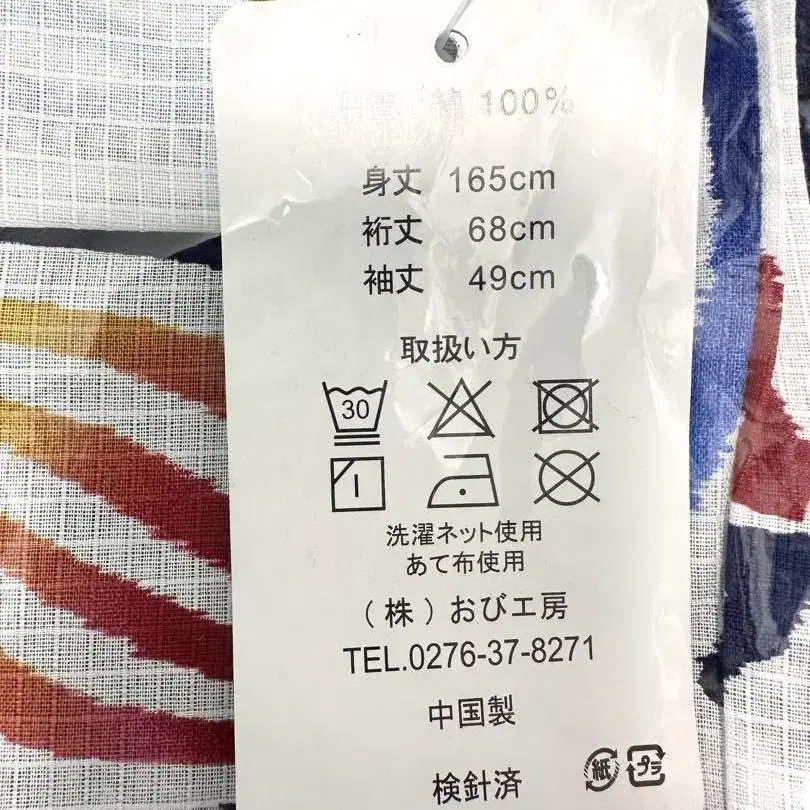 綿 100%
身丈 165cm
裄丈 68cm
袖丈 49cm
取扱い方
30
洗濯ネット使用
あて布使用
(株)おび工房
TEL.0276-37-8271
中国製
検針済
紙 プラ